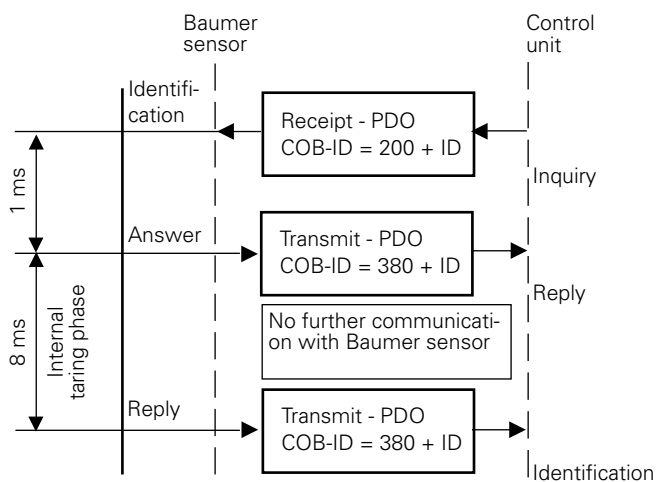 Baumer
sensor
Control
unit
Identifi-
cation
Receipt - PDO
COB-ID = 200 + ID
1 ms
Inquiry
Answer
Transmit - PDO
COB-ID = 380 + ID
Reply
8 ms
Internal
taring phase
No further communicati-
on with Baumer sensor
Reply
Transmit - PDO
COB-ID = 380 + ID
Identification